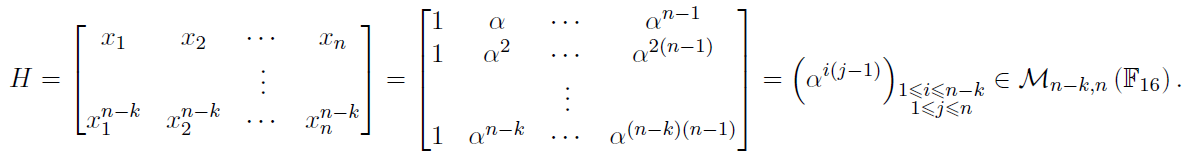 $$H = \begin{bmatrix} x_1 & x_2 & \cdots & x_n \\ & & \vdots & \\ x_1^{n-k} & x_2^{n-k} & \cdots & x_n^{n-k} \end{bmatrix} = \begin{bmatrix} 1 & \alpha & \cdots & \alpha^{n-1} \\ 1 & \alpha^2 & \cdots & \alpha^{2(n-1)} \\ & & \vdots & \\ 1 & \alpha^{n-k} & \cdots & \alpha^{(n-k)(n-1)} \end{bmatrix} = \left( \alpha^{i(j-1)} \right)_{\substack{1 \leqslant i \leqslant n-k \\ 1 \leqslant j \leqslant n}} \in \mathcal{M}_{n-k,n} \left( \mathbb{F}_{16} \right).$$